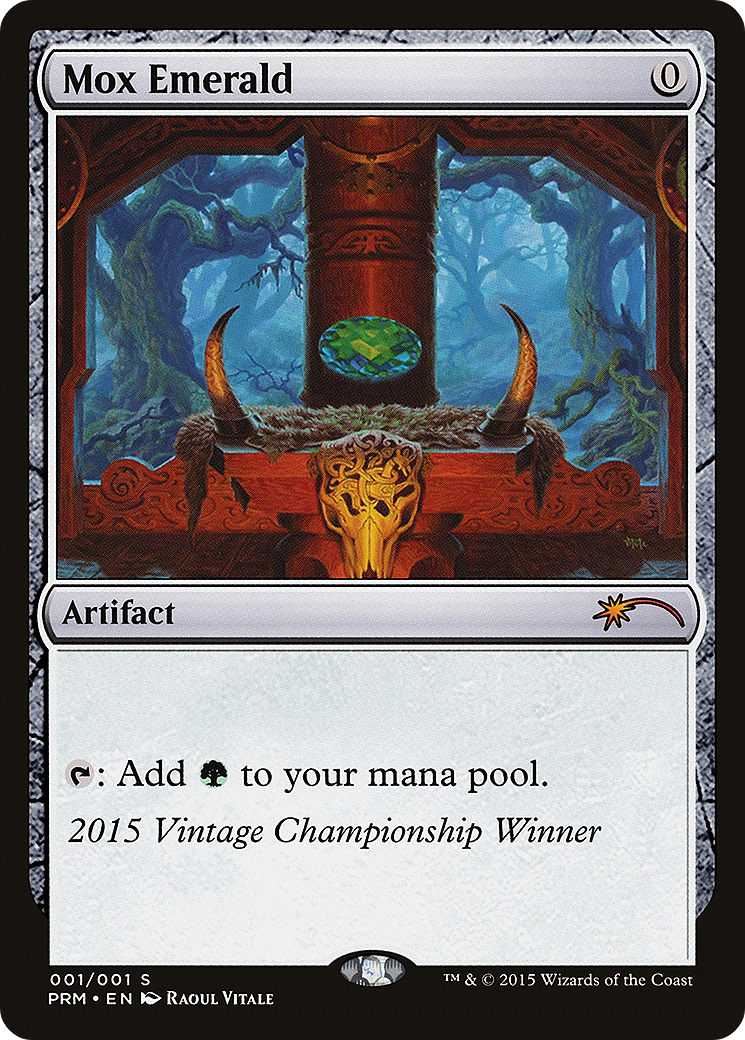 Mox Emerald 0
Artifact
: Add to your mana pool.
2015 Vintage Championship Winner
001/001 S
PRM • EN Raoul Vitale
™ & © 2015 Wizards of the Coast